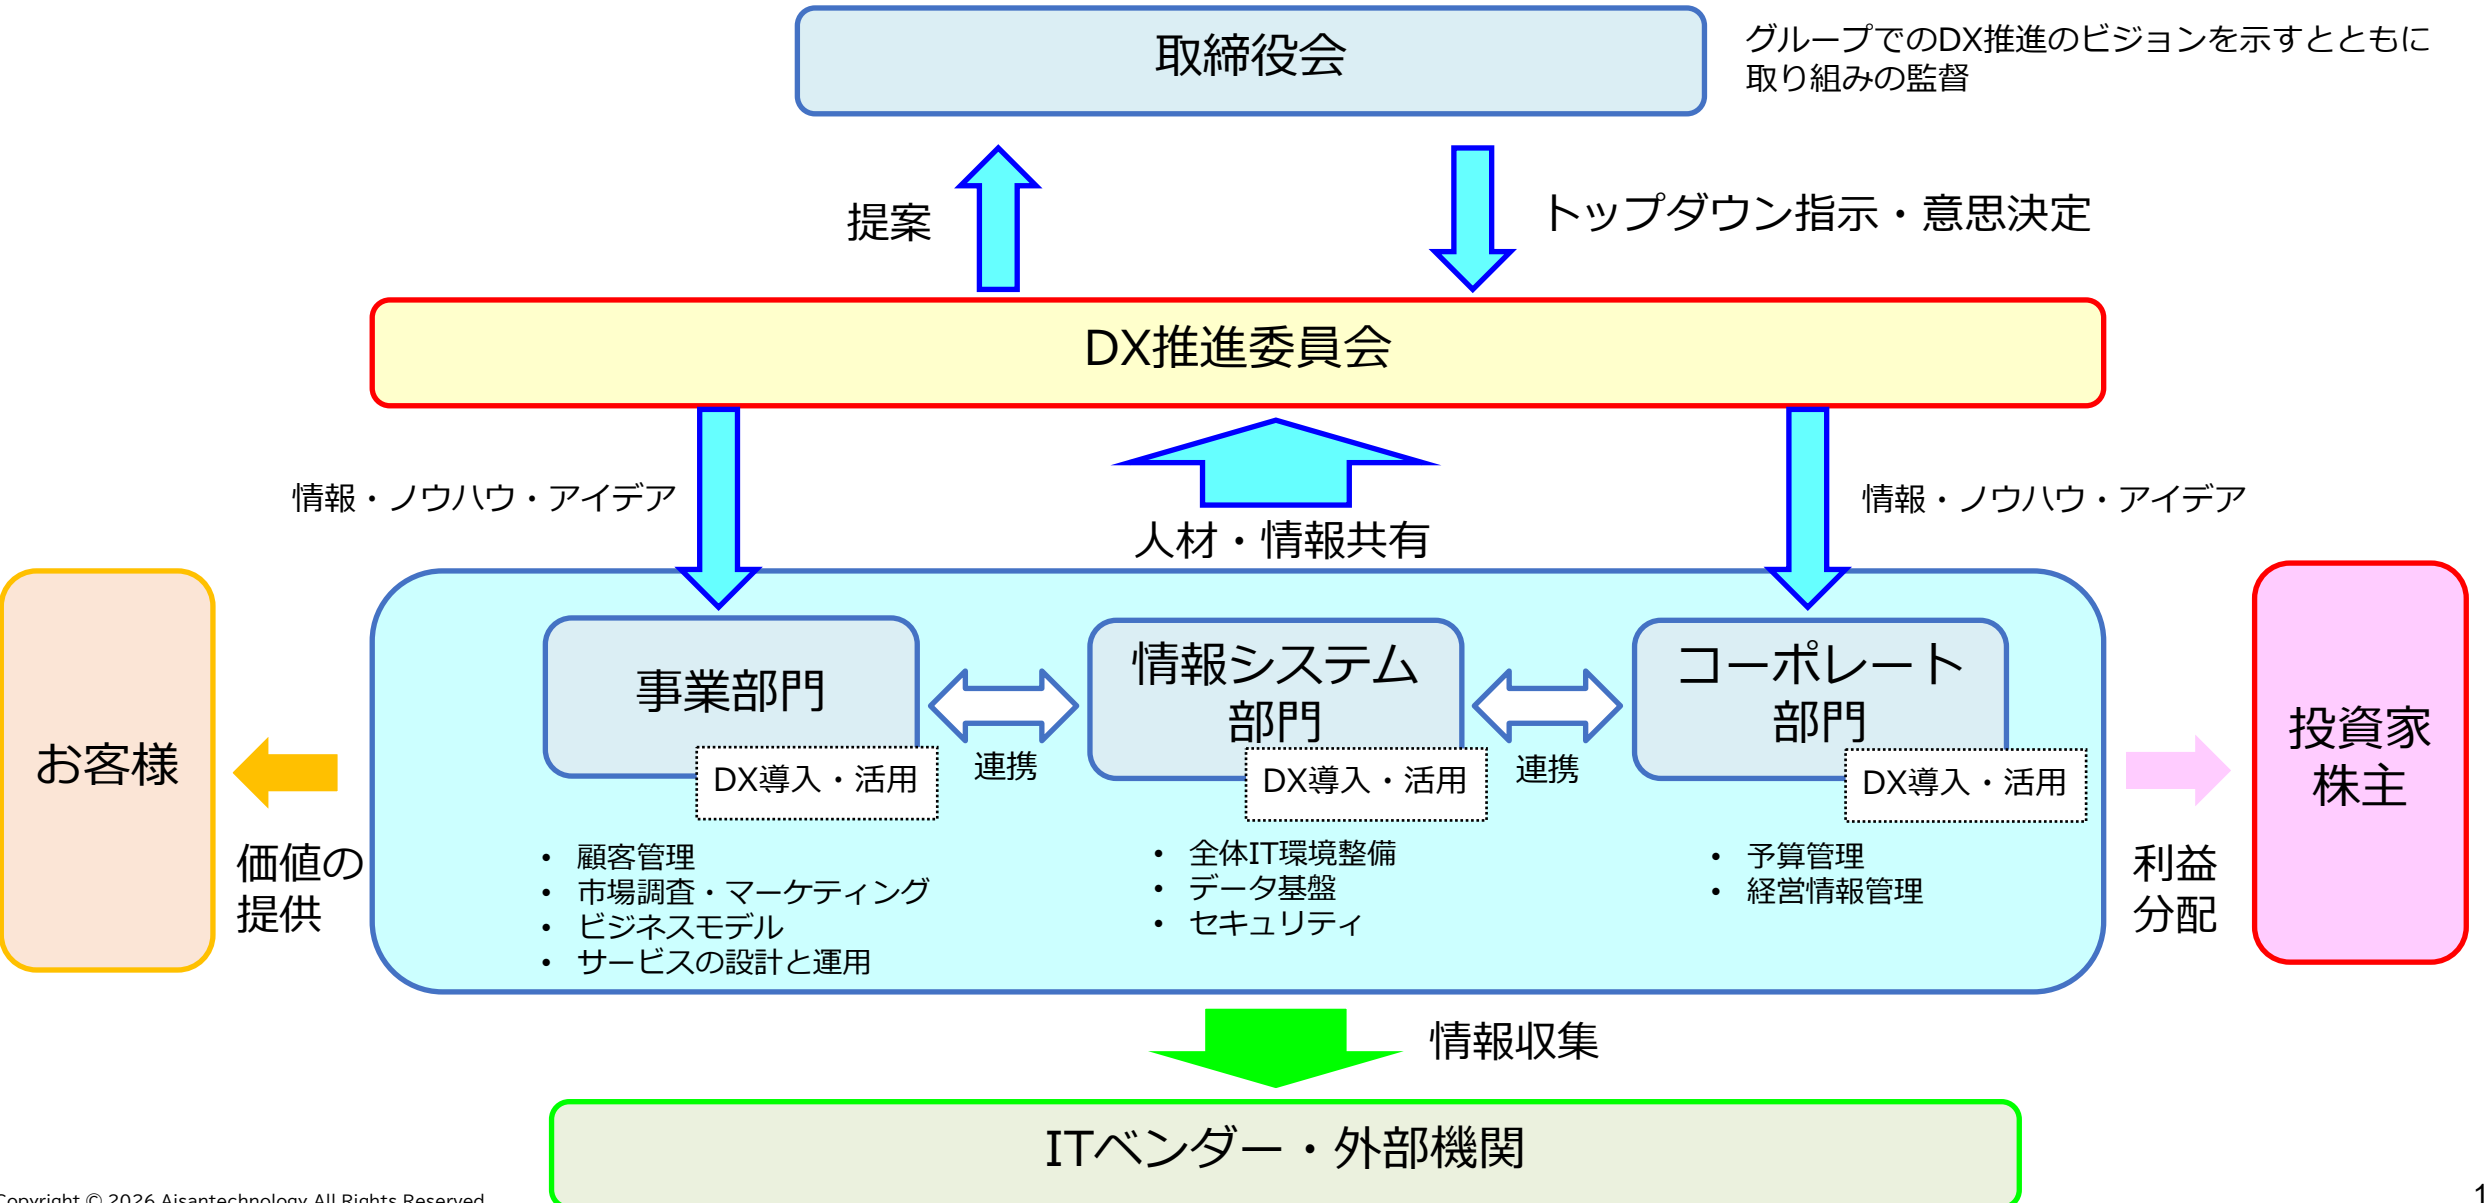 取締役会
グループでのDX推進のビジョンを示すとともに
取り組みの監督
提案
トップダウン指示・意思決定
DX推進委員会
情報・ノウハウ・アイデア
人材・情報共有
情報・ノウハウ・アイデア
お客様
価値の
提供
事業部門
DX導入・活用
連携
情報システム
部門
DX導入・活用
連携
コーポレート
部門
DX導入・活用
• 顧客管理
• 市場調査・マーケティング
• ビジネスモデル
• サービスの設計と運用
• 全体IT環境整備
• データ基盤
• セキュリティ
• 予算管理
• 経営情報管理
利益
分配
投資家
株主
情報収集
ITベンダー・外部機関
Copyright © 2026 Aisantechnology All Rights Reserved
1